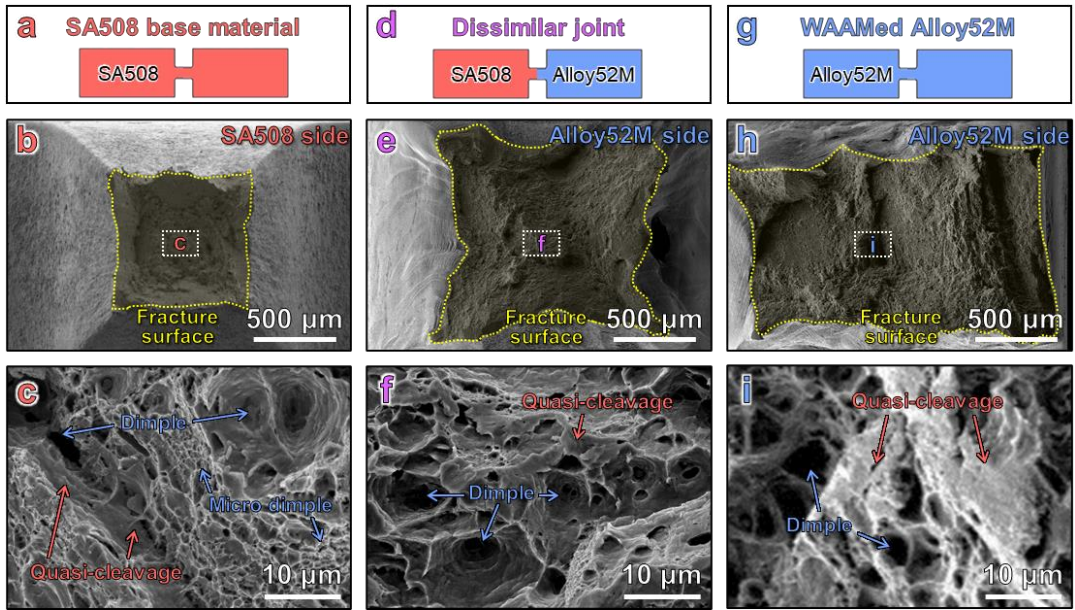 a SA508 base material
SA508
d Dissimilar joint
SA508 Alloy52M
g WAAMed Alloy52M
Alloy52M
b SA508 side
c
Fracture
surface
500 μm
e Alloy52M side
f
Fracture
surface
500 μm
h Alloy52M side
i
Fracture
surface
500 μm
c
Dimple
Micro dimple
Quasi-cleavage
10 μm
f
Quasi-cleavage
Dimple
10 μm
i
Quasi-cleavage
Dimple
10 μm